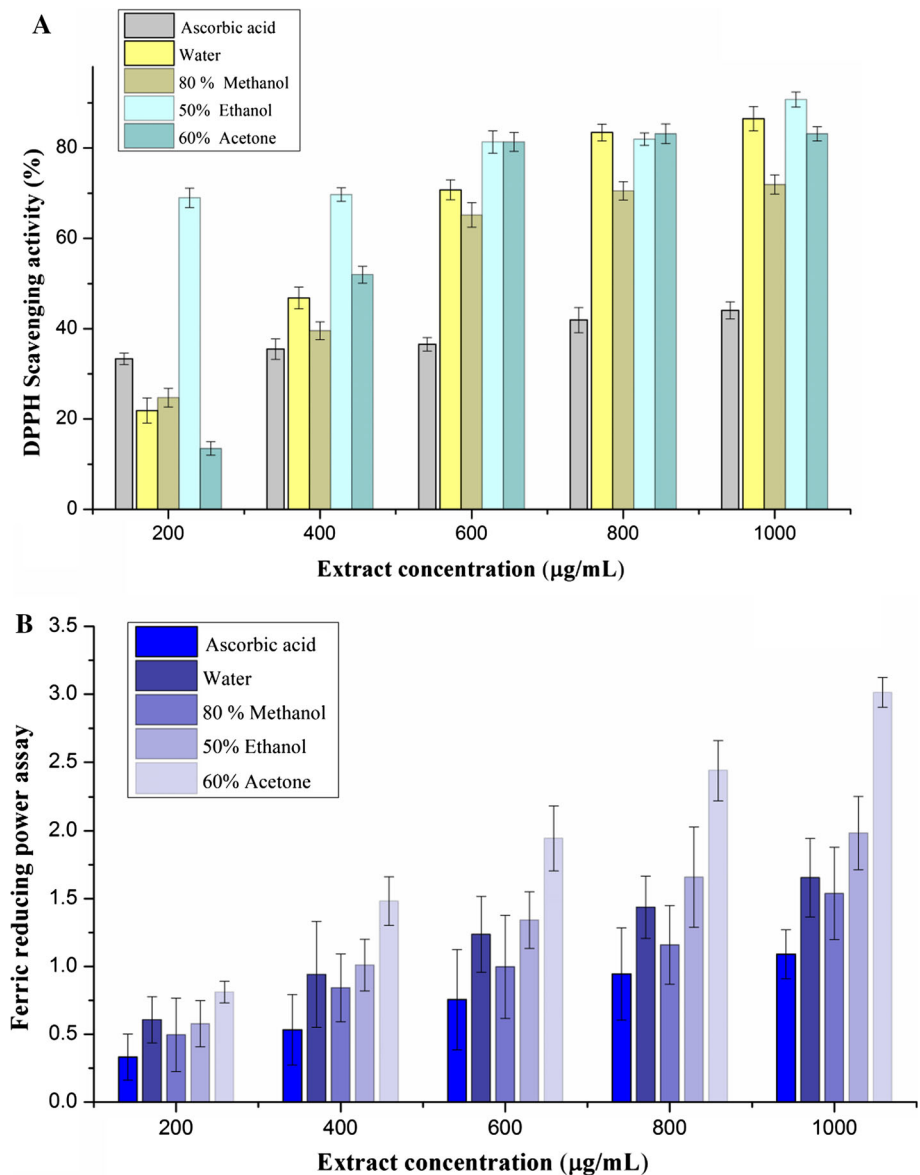 A
Ascorbic acid
Water
80 % Methanol
50% Ethanol
60% Acetone
DPPH Scavenging activity (%)
80
60
40
20
0
200 400 600 800 1000
Extract concentration (μg/mL)
B
Ascorbic acid
Water
80 % Methanol
50% Ethanol
60% Acetone
Ferric reducing power assay
3.5
3.0
2.5
2.0
1.5
1.0
0.5
0.0
200 400 600 800 1000
Extract concentration (μg/mL)